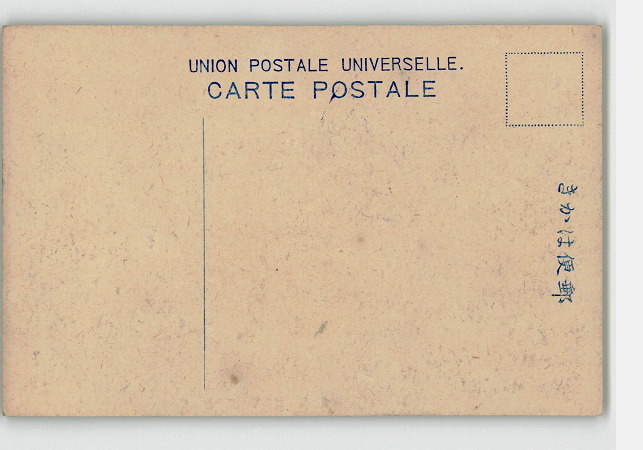 UNION POSTALE UNIVERSELLE.
CARTE POSTALE
きかは便郵